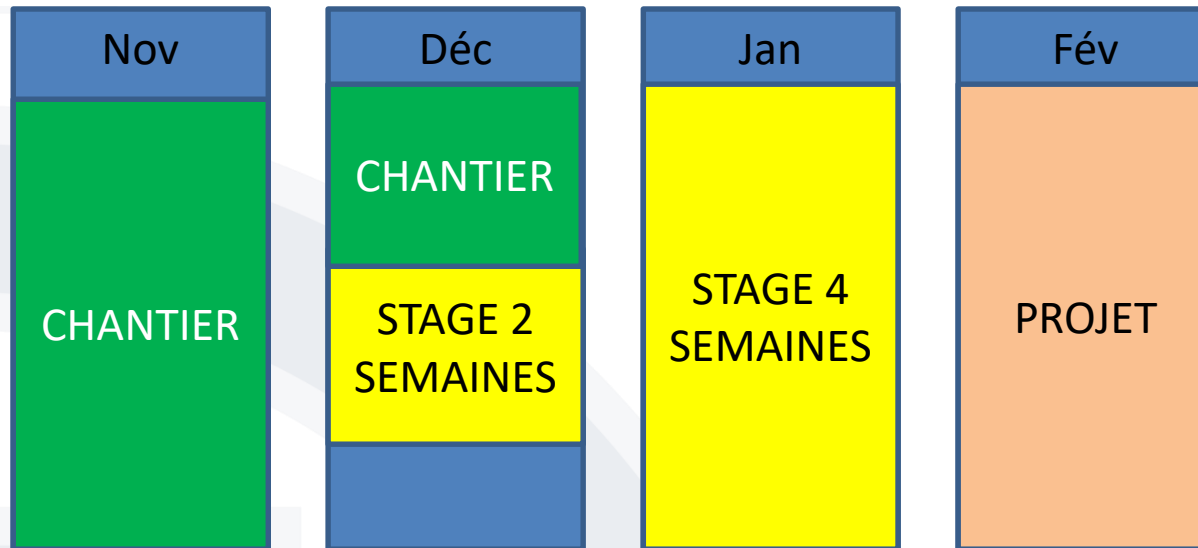 Nov
CHANTIER
Déc
CHANTIER
STAGE 2
SEMAINES
Jan
STAGE 4
SEMAINES
Fév
PROJET